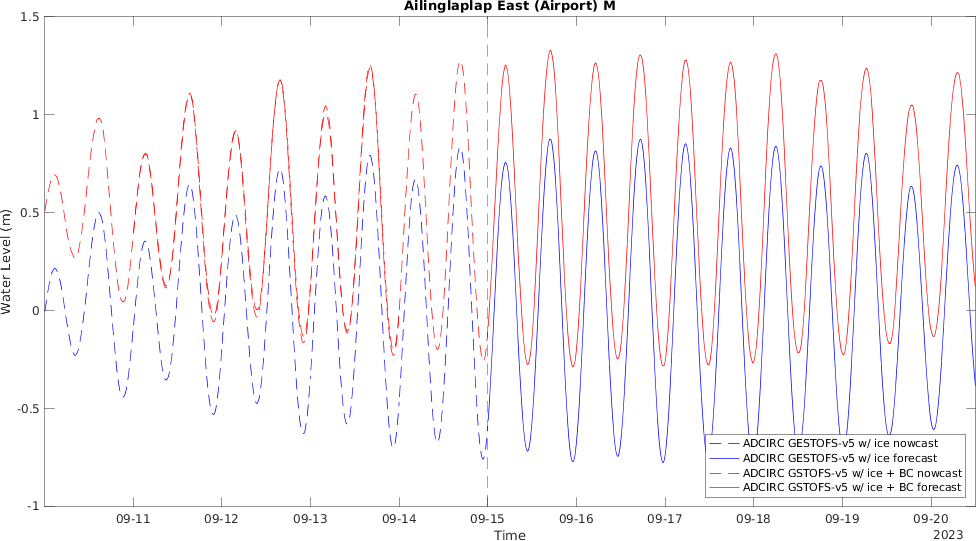 Ailinglaplap East (Airport) M
Water Level (m)
1.5
1
0.5
0
-0.5
-1
ADCIRC GESTOFS-v5 w/ ice nowcast
ADCIRC GESTOFS-v5 w/ ice forecast
ADCIRC GSTOFS-v5 w/ ice + BC nowcast
ADCIRC GSTOFS-v5 w/ ice + BC forecast
09-11 09-12 09-13 09-14 09-15 09-16 09-17 09-18 09-19 09-20
Time
2023